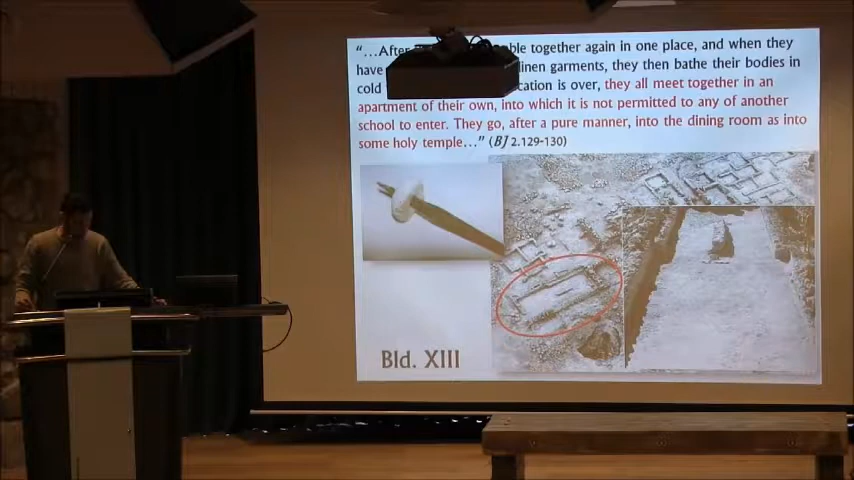 "...After ble together again in one place, and when they
have linen garments, they then bathe their bodies in
cold cation is over, they all meet together in an
apartment of their own, into which it is not permitted to any of another
school to enter. They go, after a pure manner, into the dining room as into
some holy temple..." (BJ 2.129-130)
Bld. XIII